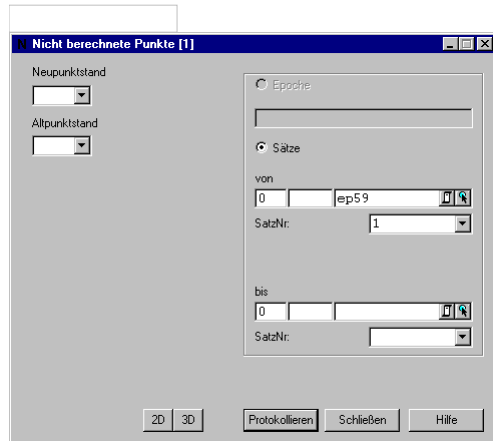 Nicht berechnete Punkte [1]
Neupunktstand
Altpunktstand
Epoche
Sätze
von
0 ep59
SatzNr: 1
bis
0
SatzNr:
2D 3D Protokollieren Schließen Hilfe